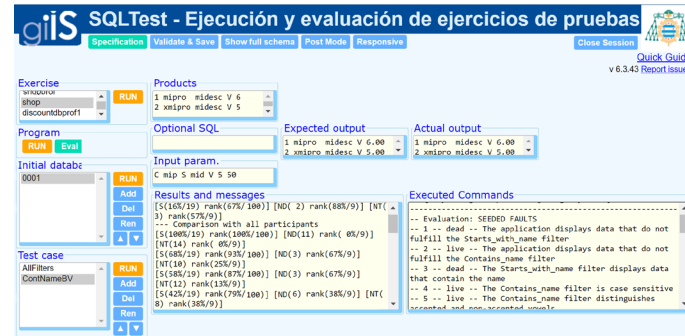 giiS
SQLTest - Ejecución y evaluación de ejercicios de pruebas
Specification Validate & Save Show full schema Post Mode Responsive Close Session
Quick Guid
v 6.3.43 Report issue
Exercise
shop
discountdbprof1
RUN
Products
1 mipro midesc V 6
2 xmipro midesc V 5
Program
RUN Eval
Optional SQL
Expected output
1 mipro midesc V 6.00
2 xmipro midesc V 5.00
Actual output
1 mipro midesc V 6.00
2 xmipro midesc V 5.00
Initial databa
0001
RUN
Add
Del
Ren
Input param.
C mip S mid V 5 50
Results and messages
[S(16%/19) rank(67%/100)] [ND( 2) rank(88%/9)] [NT(
3) rank(57%/9)]
--- Comparison with all participants
[S(100%/19) rank(100%/100)] [ND(11) rank( 0%/9)]
[NT(14) rank( 0%/9)]
[S(68%/19) rank(93%/100)] [ND(3) rank(67%/9)]
[NT(10) rank(25%/9)]
[S(58%/19) rank(87%/100)] [ND(3) rank(67%/9)]
[NT(12) rank(13%/9)]
[S(42%/19) rank(79%/100)] [ND(6) rank(38%/9)] [NT(
8) rank(38%/9)]
Executed Commands
-- Evaluation: SEEDED FAULTS
-- 1 -- dead -- The application displays data that do not
fulfill the Starts_with_name filter
-- 2 -- live -- The application displays data that do not
fulfill the Contains_name filter
-- 3 -- dead -- The Starts_with_name filter displays data
that contain the name
-- 4 -- live -- The Contains_name filter is case sensitive
-- 5 -- live -- The Contains_name filter distinguishes
accented and non-accented vowels
Test case
AllFilters
ContNameBV
RUN
Add
Del
Ren